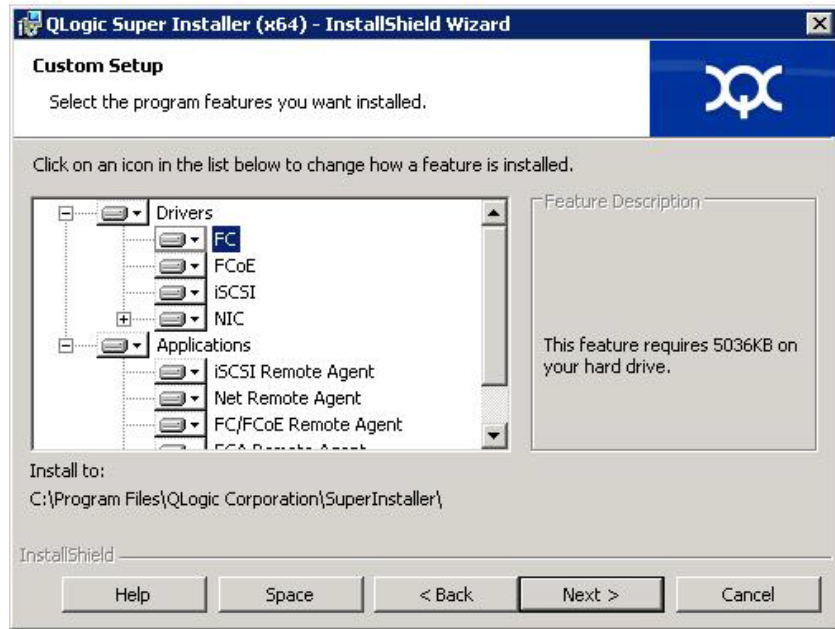 QLogic Super Installer (x64) - InstallShield Wizard
Custom Setup
Select the program features you want installed.
Click on an icon in the list below to change how a feature is installed.
Drivers
FC
FCoE
iSCSI
NIC
Applications
iSCSI Remote Agent
Net Remote Agent
FC/FCoE Remote Agent
Feature Description
This feature requires 5036KB on
your hard drive.
Install to:
C:\Program Files\QLogic Corporation\SuperInstaller\
InstallShield
Help
Space
< Back
Next >
Cancel